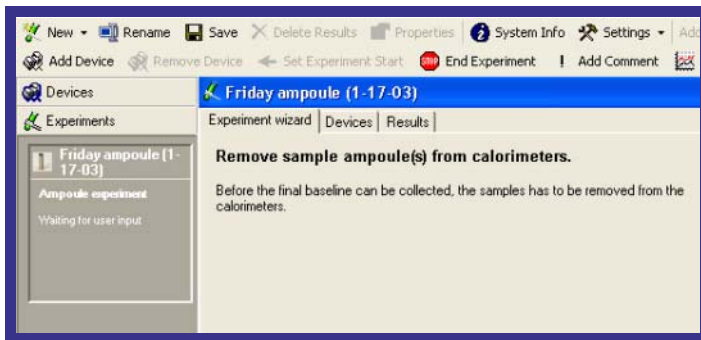 New Rename Save Delete Results Properties System Info Settings Add
Add Device Remove Device Set Experiment Start End Experiment ! Add Comment
Devices
Friday ampoule (1-17-03)
Experiments
Experiment wizard Devices Results
Friday ampoule (1-
17-03)
Ampoule experiment
Waiting for user input
Remove sample ampoule(s) from calorimeters.
Before the final baseline can be collected, the samples has to be removed from the
calorimeters.